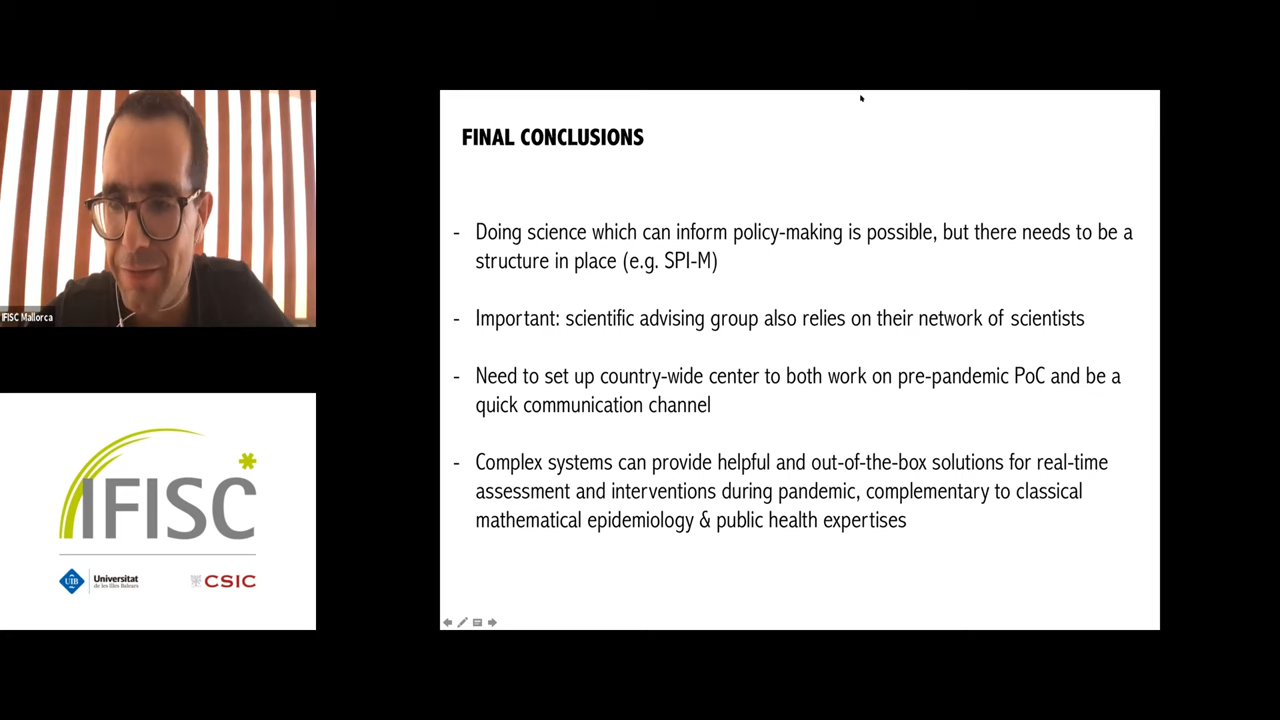 IFISC Mallorca
IFISC
UIB
Universitat
de les Illes Balears
CSIC
FINAL CONCLUSIONS
- Doing science which can inform policy-making is possible, but there needs to be a
structure in place (e.g. SPI-M)
- Important: scientific advising group also relies on their network of scientists
- Need to set up country-wide center to both work on pre-pandemic PoC and be a
quick communication channel
- Complex systems can provide helpful and out-of-the-box solutions for real-time
assessment and interventions during pandemic, complementary to classical
mathematical epidemiology & public health expertises